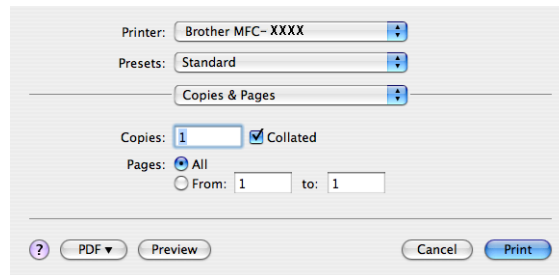 Printer: Brother MFC-XXXX
Presets: Standard
Copies & Pages
Copies: 1 Collated
Pages: All
From: 1 to: 1
? PDF▼ Preview Cancel Print